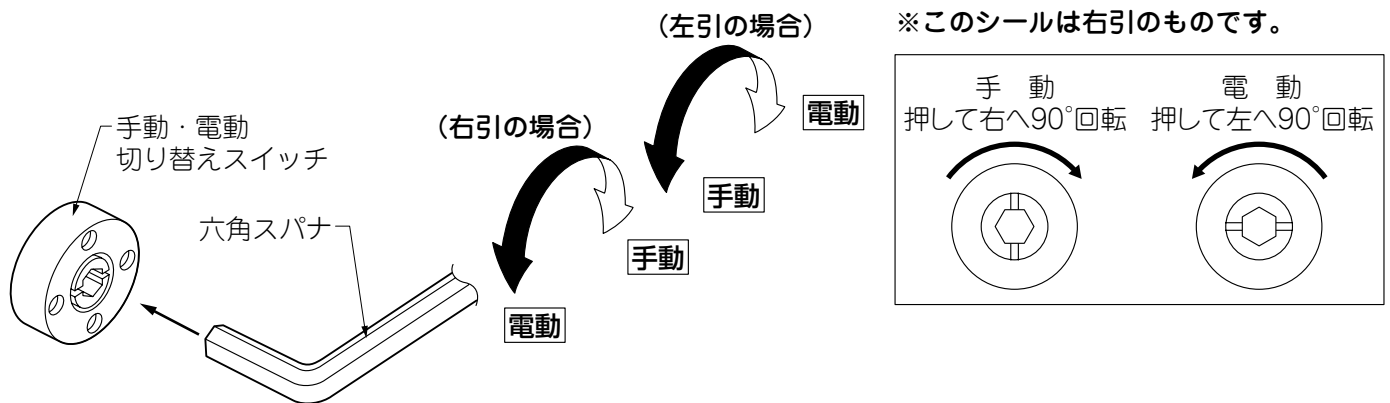 手動・電動
切り替えスイッチ
六角スパナ
(右引の場合)
手動
電動
(左引の場合)
電動
手動
※このシールは右引のものです。
手 動
押して右へ90°回転
電 動
押して左へ90°回転